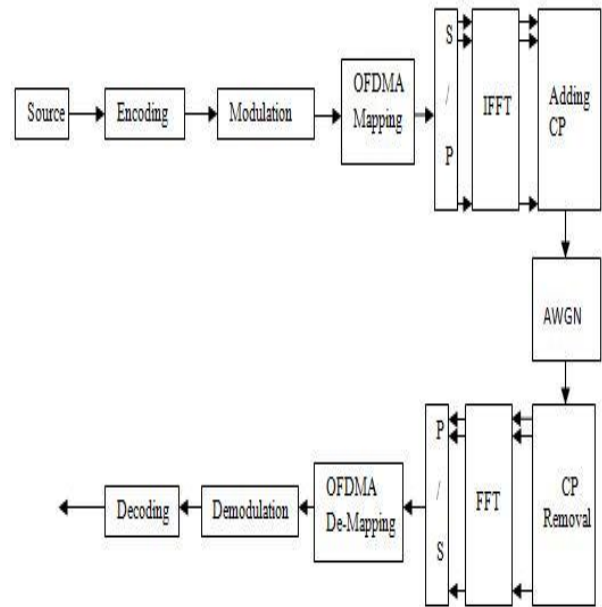 Source
Encoding
Modulation
OFDMA
Mapping
S
/
P
IFFT
Adding
CP
AWGN
CP
Removal
FFT
P
/
S
OFDMA
De-Mapping
Demodulation
Decoding